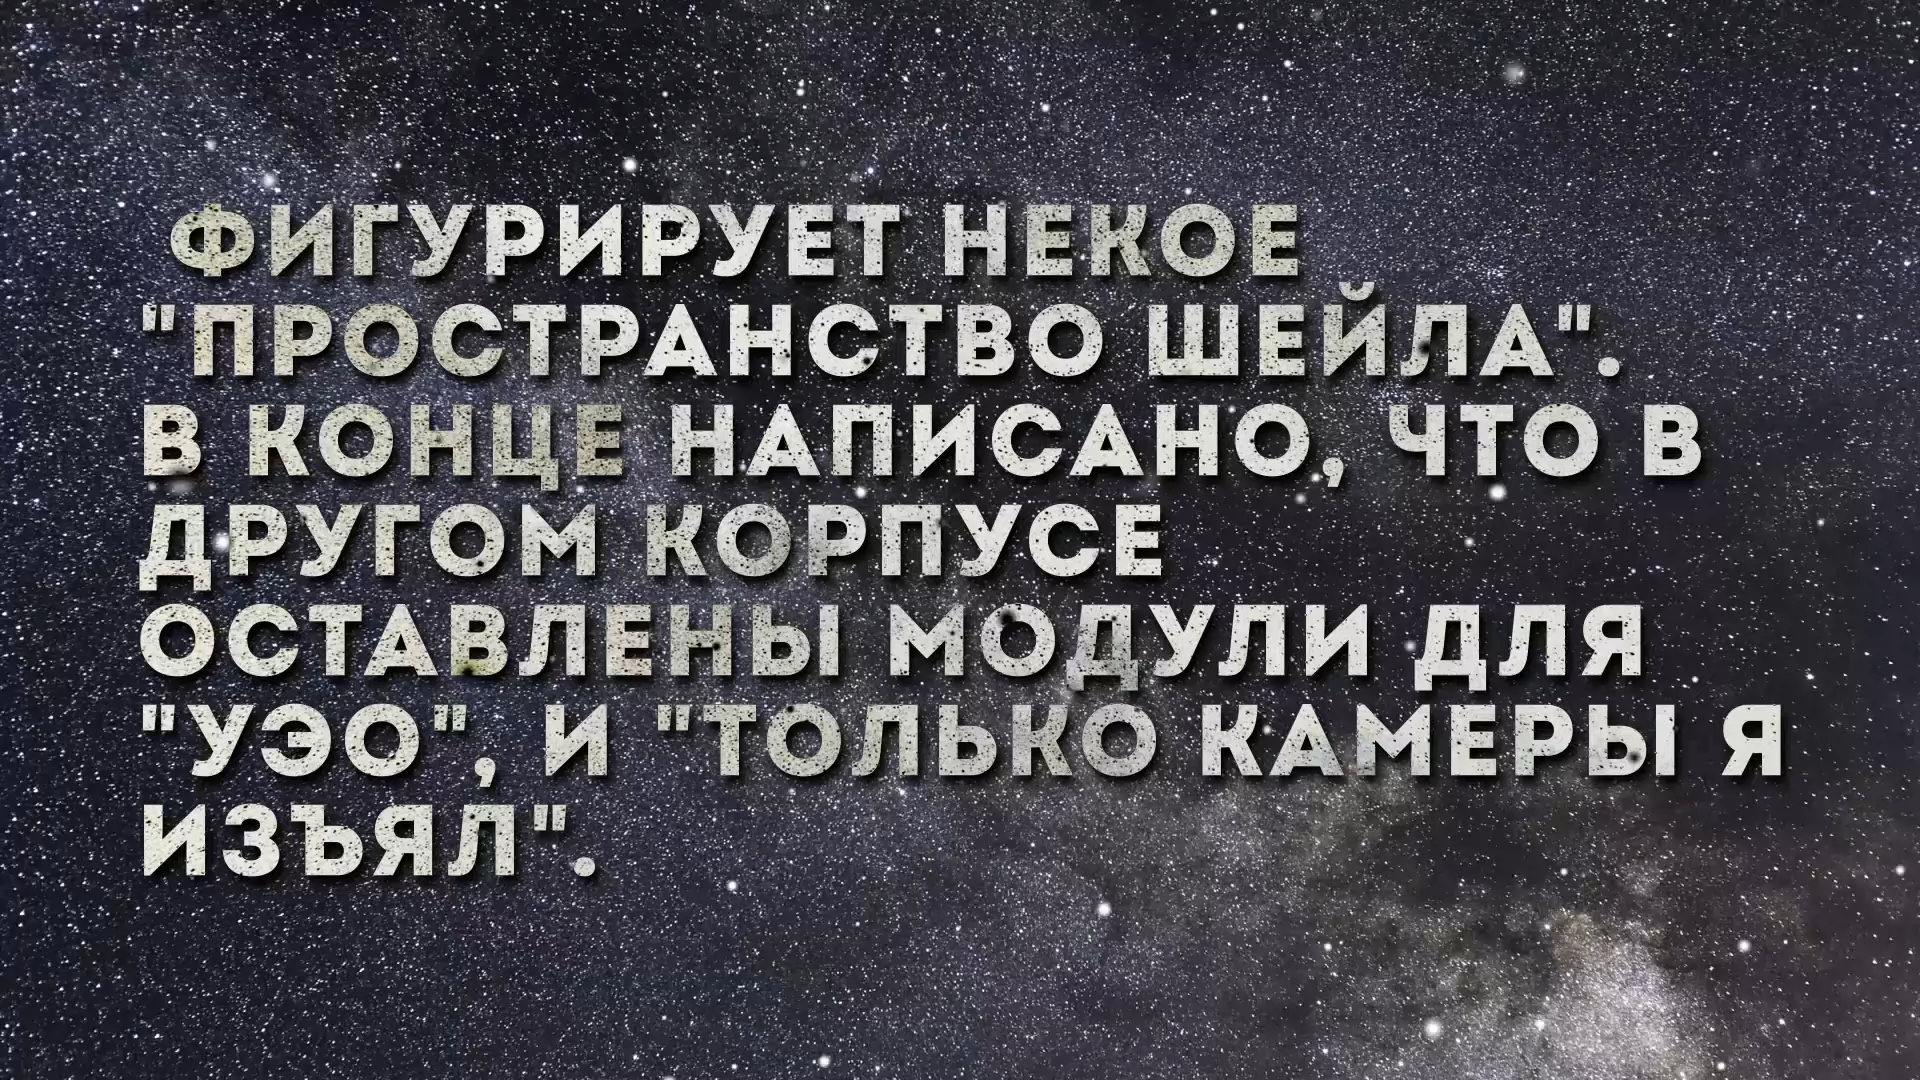 ФИГУРИРУЕТ НЕКОЕ
"ПРОСТРАНСТВО ШЕЙЛА".
В КОНЦЕ НАПИСАНО, ЧТО В
ДРУГОМ КОРПУСЕ
ОСТАВЛЕНЫ МОДУЛИ ДЛЯ
"УЭО", И "ТОЛЬКО КАМЕРЫ Я
ИЗЪЯЛ".